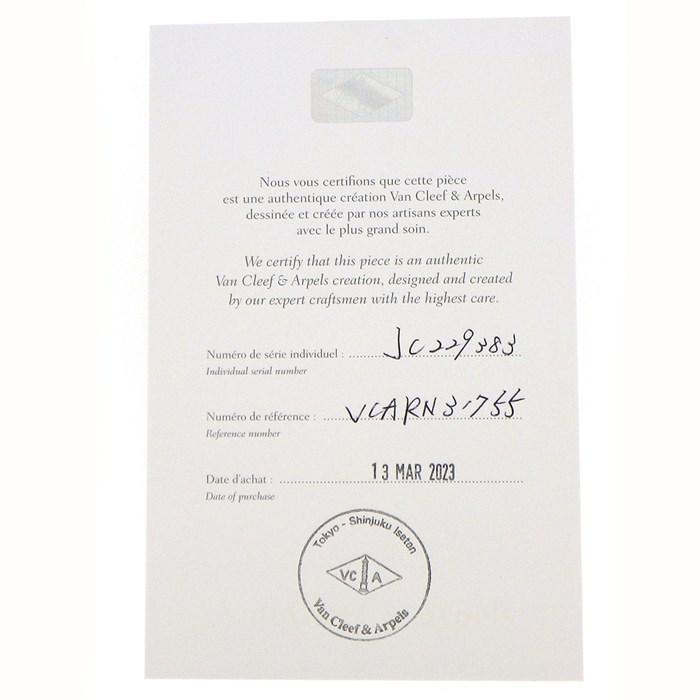 Nous vous certifions que cette pièce
est une authentique création Van Cleef & Arpels,
dessinée et créée par nos artisans experts
avec le plus grand soin.
We certify that this piece is an authentic
Van Cleef & Arpels creation, designed and created
by our expert craftsmen with the highest care.
Numéro de série individuel : JC229383
Individual serial number
Numéro de référence : VCARN31755
Reference number
Date d'achat : 13 MAR 2023
Date of purchase
Tokyo - Shinjuku Isetan
VC A
Van Cleef & Arpels